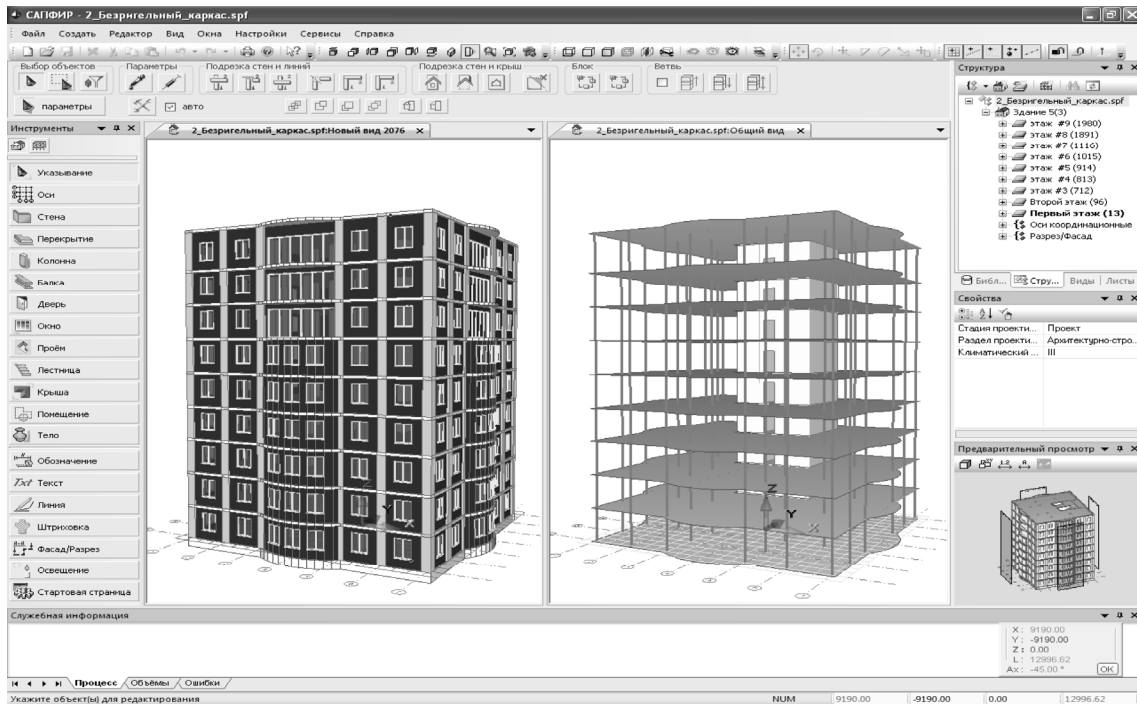 САПФИР - 2_Безригельный_каркас.spf
Файл Создать Редактор Вид Окна Настройки Сервисы Справка
Выбор объектов Параметры Подрезка стен и линий Подрезка стен и крыш Блок Ветвь
параметры авто
Инструменты
Указывание
Оси
Стена
Перекрытие
Колонна
Балка
Дверь
Окно
Проём
Лестница
Крыша
Помещение
Тело
Обозначение
Txt Текст
Линия
Штриховка
Фасад/Разрез
Освещение
Стартовая страница
2_Безригельный_каркас.spf:Новый вид 2076
Z
Y
X
2_Безригельный_каркас.spf:Общий вид
Z
Y
X
Структура
2_Безригельный_каркас.spf
Здание 5(3)
этаж #9 (1980)
этаж #8 (1891)
этаж #7 (1116)
этаж #6 (1015)
этаж #5 (914)
этаж #4 (813)
этаж #3 (712)
Второй этаж (96)
Первый этаж (13)
Оси координационные
Разрез/Фасад
Библ... Стру... Виды Листы
Свойства
Стадия проекти... Проект
Раздел проекти... Архитектурно-стро...
Климатический ... III
Предварительный просмотр
Служебная информация
X: 9190.00
Y: -9190.00
Z: 0.00
L: 12996.62
Ax: -45.00 °
OK
Процесс Объёмы Ошибки
Укажите объект(ы) для редактирования NUM 9190.00 -9190.00 0.00 12996.62